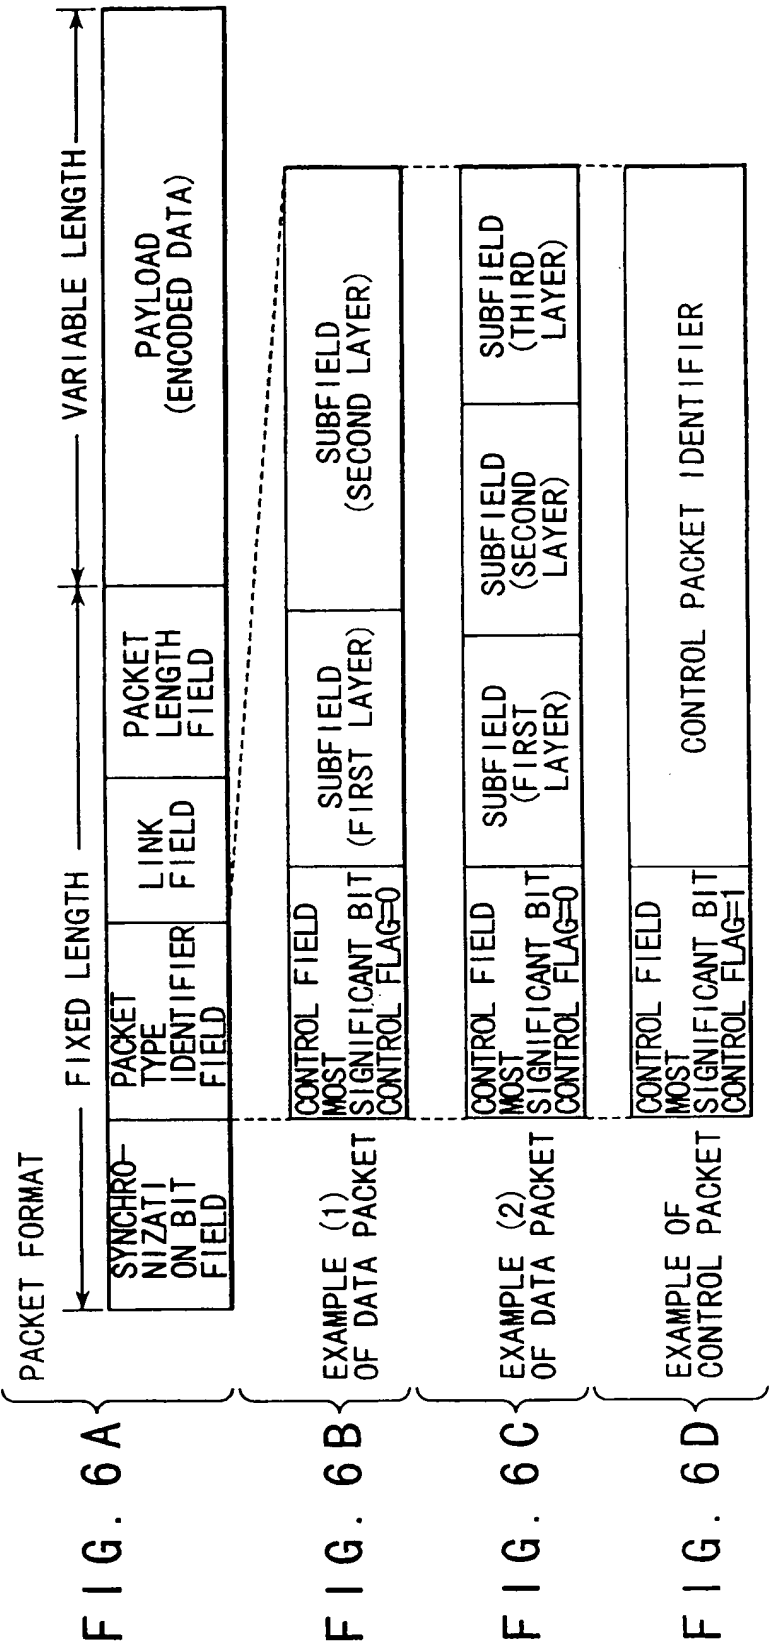 FIG. 6A
PACKET FORMAT
FIXED LENGTH
VARIABLE LENGTH
SYNCHRO-
NIZATI
ON BIT
FIELD
PACKET
TYPE
IDENTIFIER
FIELD
LINK
FIELD
PACKET
LENGTH
FIELD
PAYLOAD
(ENCODED DATA)
FIG. 6B
EXAMPLE (1)
OF DATA PACKET
CONTROL FIELD
MOST
SIGNIFICANT BIT
CONTROL FLAG=0
SUBFIELD
(FIRST LAYER)
SUBFIELD
(SECOND LAYER)
FIG. 6C
EXAMPLE (2)
OF DATA PACKET
CONTROL FIELD
MOST
SIGNIFICANT BIT
CONTROL FLAG=0
SUBFIELD
(FIRST
LAYER)
SUBFIELD
(SECOND
LAYER)
SUBFIELD
(THIRD
LAYER)
FIG. 6D
EXAMPLE OF
CONTROL PACKET
CONTROL FIELD
MOST
SIGNIFICANT BIT
CONTROL FLAG=1
CONTROL PACKET IDENTIFIER